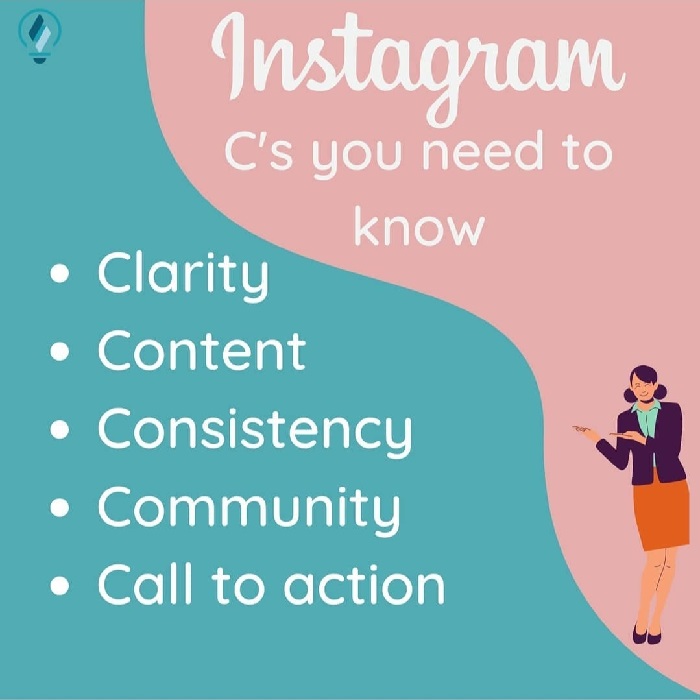 Instagram
C's you need to
know
• Clarity
• Content
• Consistency
• Community
• Call to action